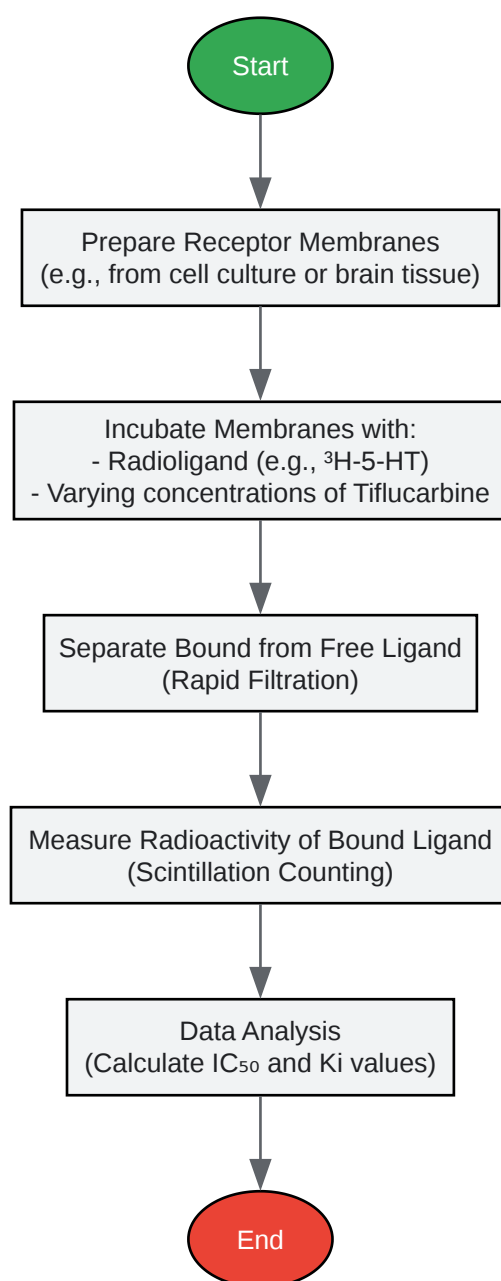 Start
Prepare Receptor Membranes
(e.g., from cell culture or brain tissue)
Incubate Membranes with:
- Radioligand (e.g., ³H-5-HT)
- Varying concentrations of Tiflucarbine
Separate Bound from Free Ligand
(Rapid Filtration)
Measure Radioactivity of Bound Ligand
(Scintillation Counting)
Data Analysis
(Calculate IC₅₀ and Ki values)
End